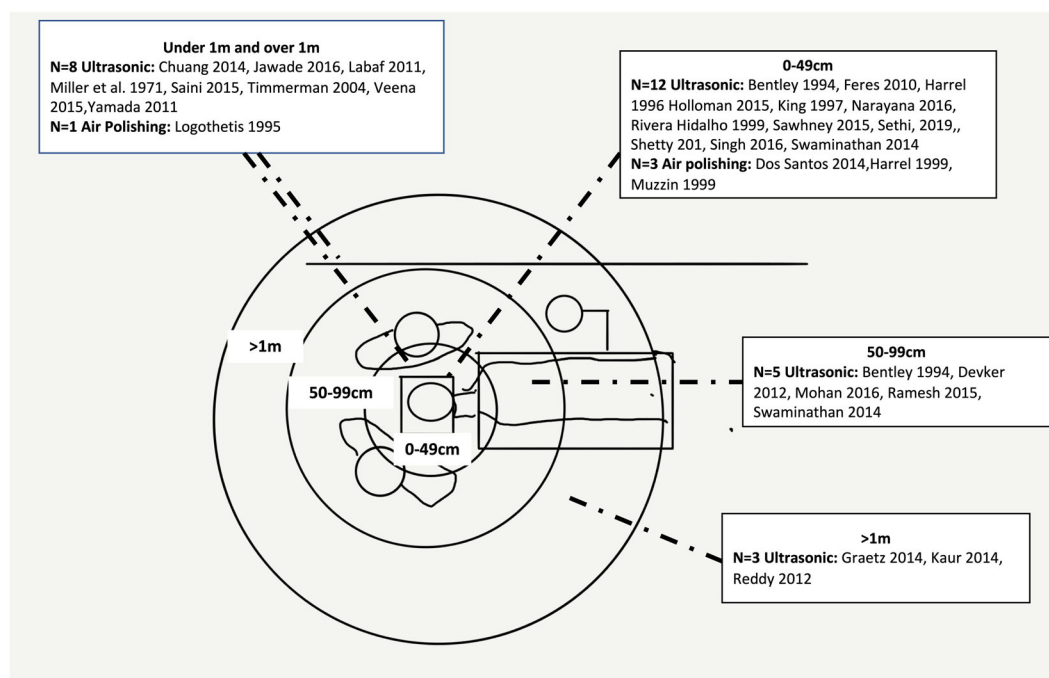 Under 1m and over 1m
N=8 Ultrasonic: Chuang 2014, Jawade 2016, Labaf 2011,
Miller et al. 1971, Saini 2015, Timmerman 2004, Veena
2015,Yamada 2011
N=1 Air Polishing: Logothetis 1995
0-49cm
N=12 Ultrasonic: Bentley 1994, Feres 2010, Harrel
1996 Holloman 2015, King 1997, Narayana 2016,
Rivera Hidalho 1999, Sawhney 2015, Sethi, 2019,,
Shetty 201, Singh 2016, Swaminathan 2014
N=3 Air polishing: Dos Santos 2014,Harrel 1999,
Muzzin 1999
>1m
50-99cm
0-49cm
50-99cm
N=5 Ultrasonic: Bentley 1994, Devker
2012, Mohan 2016, Ramesh 2015,
Swaminathan 2014
>1m
N=3 Ultrasonic: Graetz 2014, Kaur 2014,
Reddy 2012